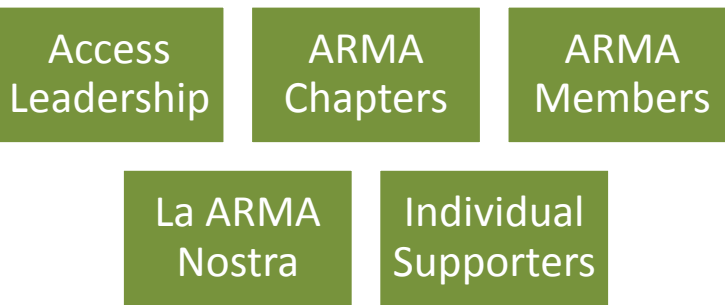 Access
Leadership
ARMA
Chapters
ARMA
Members
La ARMA
Nostra
Individual
Supporters